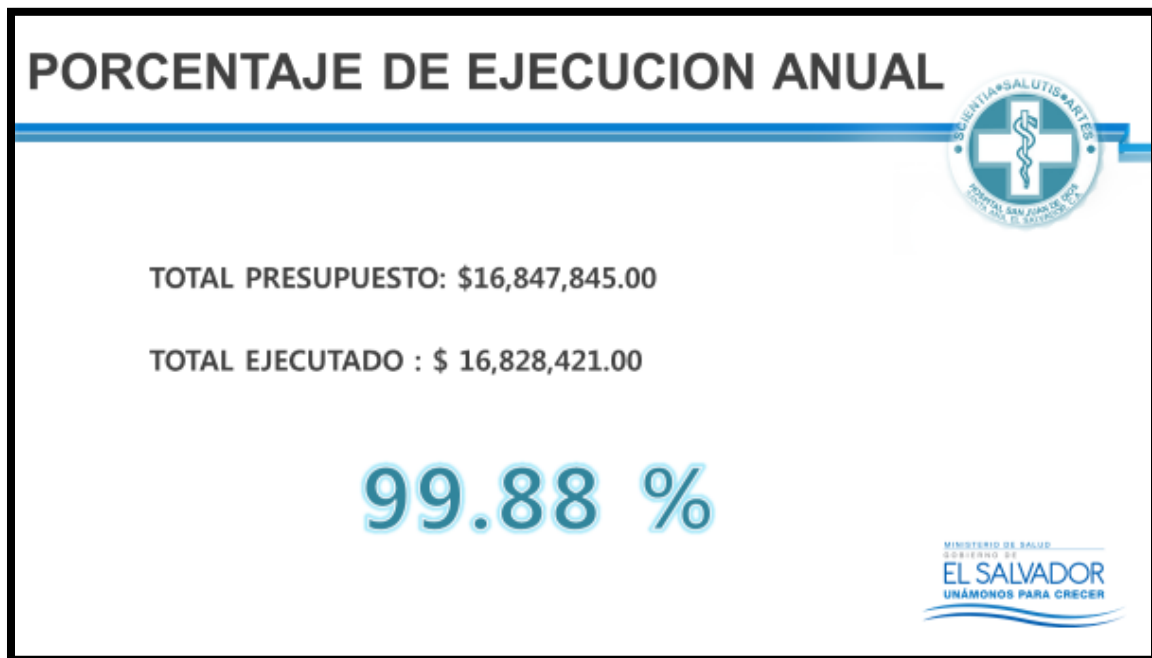 PORCENTAJE DE EJECUCION ANUAL
SCIENTIA SALUTIS ARTES
HOSPITAL SAN JUAN DE DIOS
SANTA ANA, EL SALVADOR, C.A.
TOTAL PRESUPUESTO: $16,847,845.00
TOTAL EJECUTADO : $ 16,828,421.00
99.88 %
MINISTERIO DE SALUD
GOBIERNO DE
EL SALVADOR
UNÁMONOS PARA CRECER